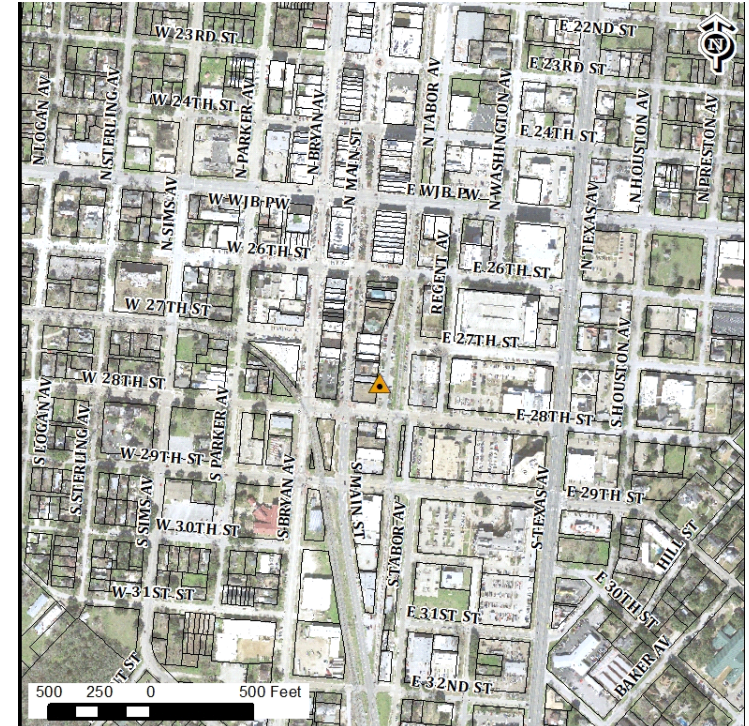 W 23RD ST
E 22ND ST
E 23RD ST
N LOGAN AV
N STERLING AV
W 24TH ST
N PARKER AV
N BRYAN AV
N MAIN ST
N TABOR AV
N WASHINGTON AV
E 24TH ST
N HOUSTON AV
N PRESTON AV
N SIMS AV
W WJB PW
E WJB PW
N TEXAS AV
W 26TH ST
E 26TH ST
REGENT AV
W 27TH ST
E 27TH ST
S HOUSTON AV
W 28TH ST
E 28TH ST
S LOGAN AV
S STERLING AV
S PARKER AV
W 29TH ST
E 29TH ST
S SIMS AV
S BRYAN AV
S MAIN ST
S TEXAS AV
W 30TH ST
HILL ST
S TABOR AV
E 30TH ST
W 31ST ST
E 31ST ST
BAKER AV
UT ST
E 32ND ST
500 250 0 500 Feet
N